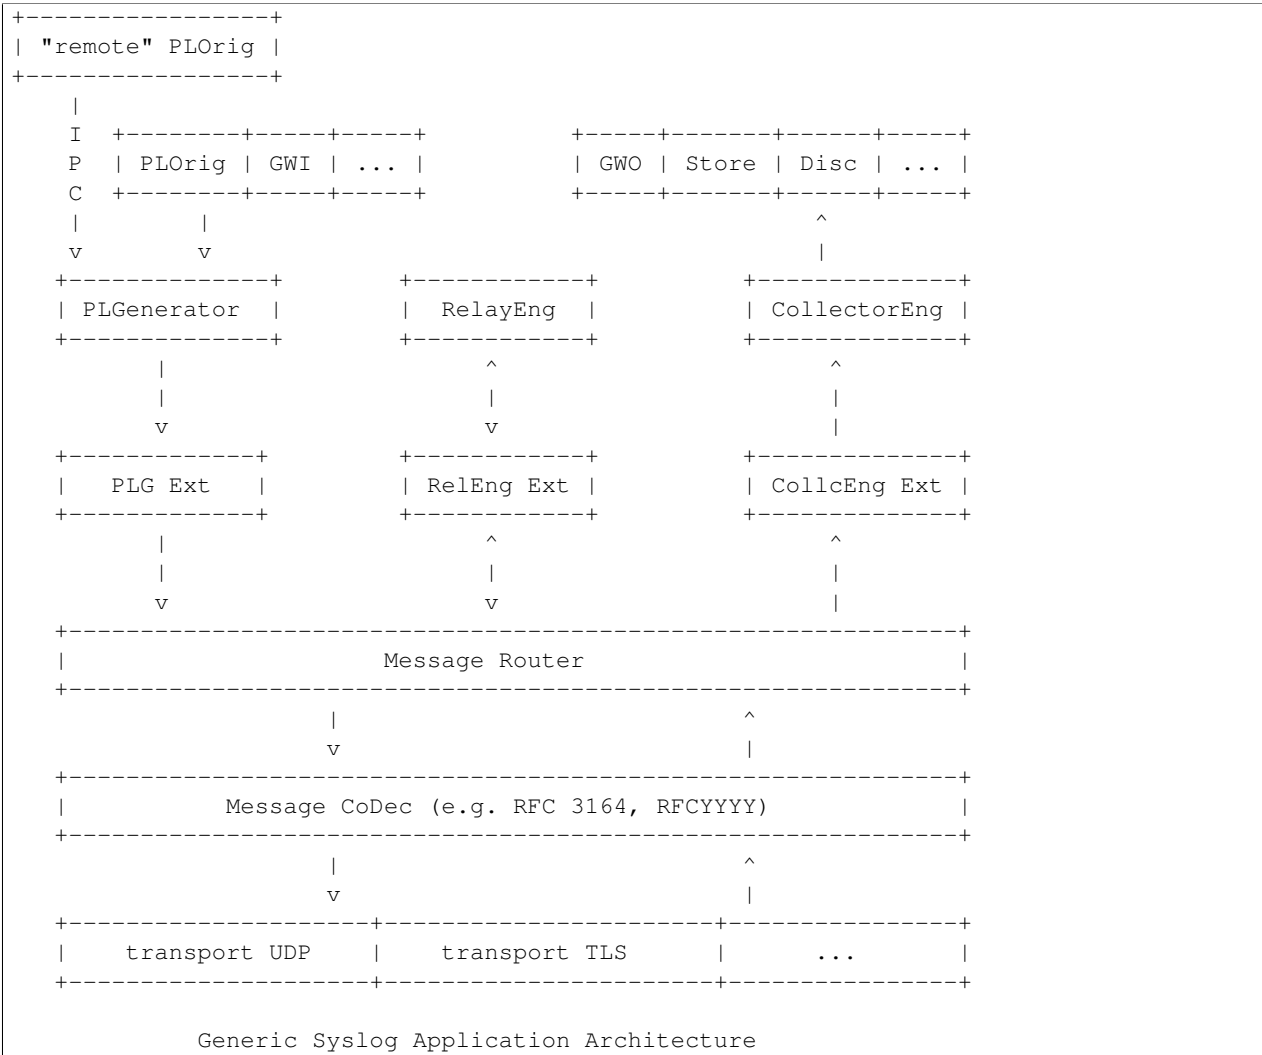 +-----------------+
| "remote" PLOrig |
+-----------------+
    |
    I  +--------+-----+-----+          +-----+-------+------+-----+
    P  | PLOrig | GWI | ... |          | GWO | Store | Disc | ... |
    C  +--------+-----+-----+          +-----+-------+------+-----+
    |        |                                          ^
    v        v                                          |
   +--------------+        +------------+          +--------------+
   | PLGenerator  |        |  RelayEng  |          | CollectorEng |
   +--------------+        +------------+          +--------------+
          |                      ^                       ^
          |                      |                       |
          v                      v                       |
   +-------------+         +------------+          +--------------+
   |   PLG Ext   |         | RelEng Ext |          | CollcEng Ext |
   +-------------+         +------------+          +--------------+
          |                      ^                       ^
          |                      |                       |
          v                      v                       |
   +--------------------------------------------------------------+
   |                      Message Router                          |
   +--------------------------------------------------------------+
                      |                            ^
                      v                            |
   +--------------------------------------------------------------+
   |           Message CoDec (e.g. RFC 3164, RFCYYYY)             |
   +--------------------------------------------------------------+
                      |                            ^
                      v                            |
   +---------------------+-----------------------+----------------+
   |    transport UDP    |    transport TLS      |      ...       |
   +---------------------+-----------------------+----------------+

             Generic Syslog Application Architecture